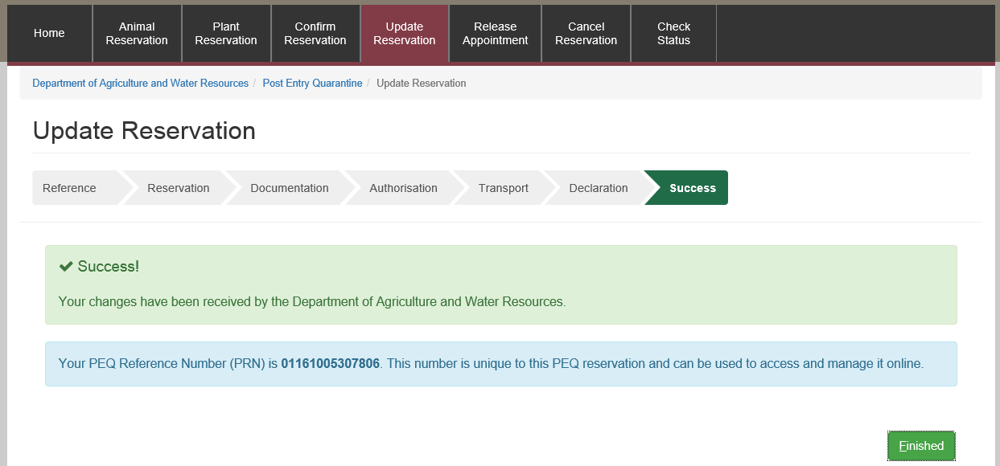 Home
Animal
Reservation
Plant
Reservation
Confirm
Reservation
Update
Reservation
Release
Appointment
Cancel
Reservation
Check
Status
Department of Agriculture and Water Resources / Post Entry Quarantine / Update Reservation
Update Reservation
Reference
Reservation
Documentation
Authorisation
Transport
Declaration
Success
Success!
Your changes have been received by the Department of Agriculture and Water Resources.
Your PEQ Reference Number (PRN) is 01161005307806. This number is unique to this PEQ reservation and can be used to access and manage it online.
Finished